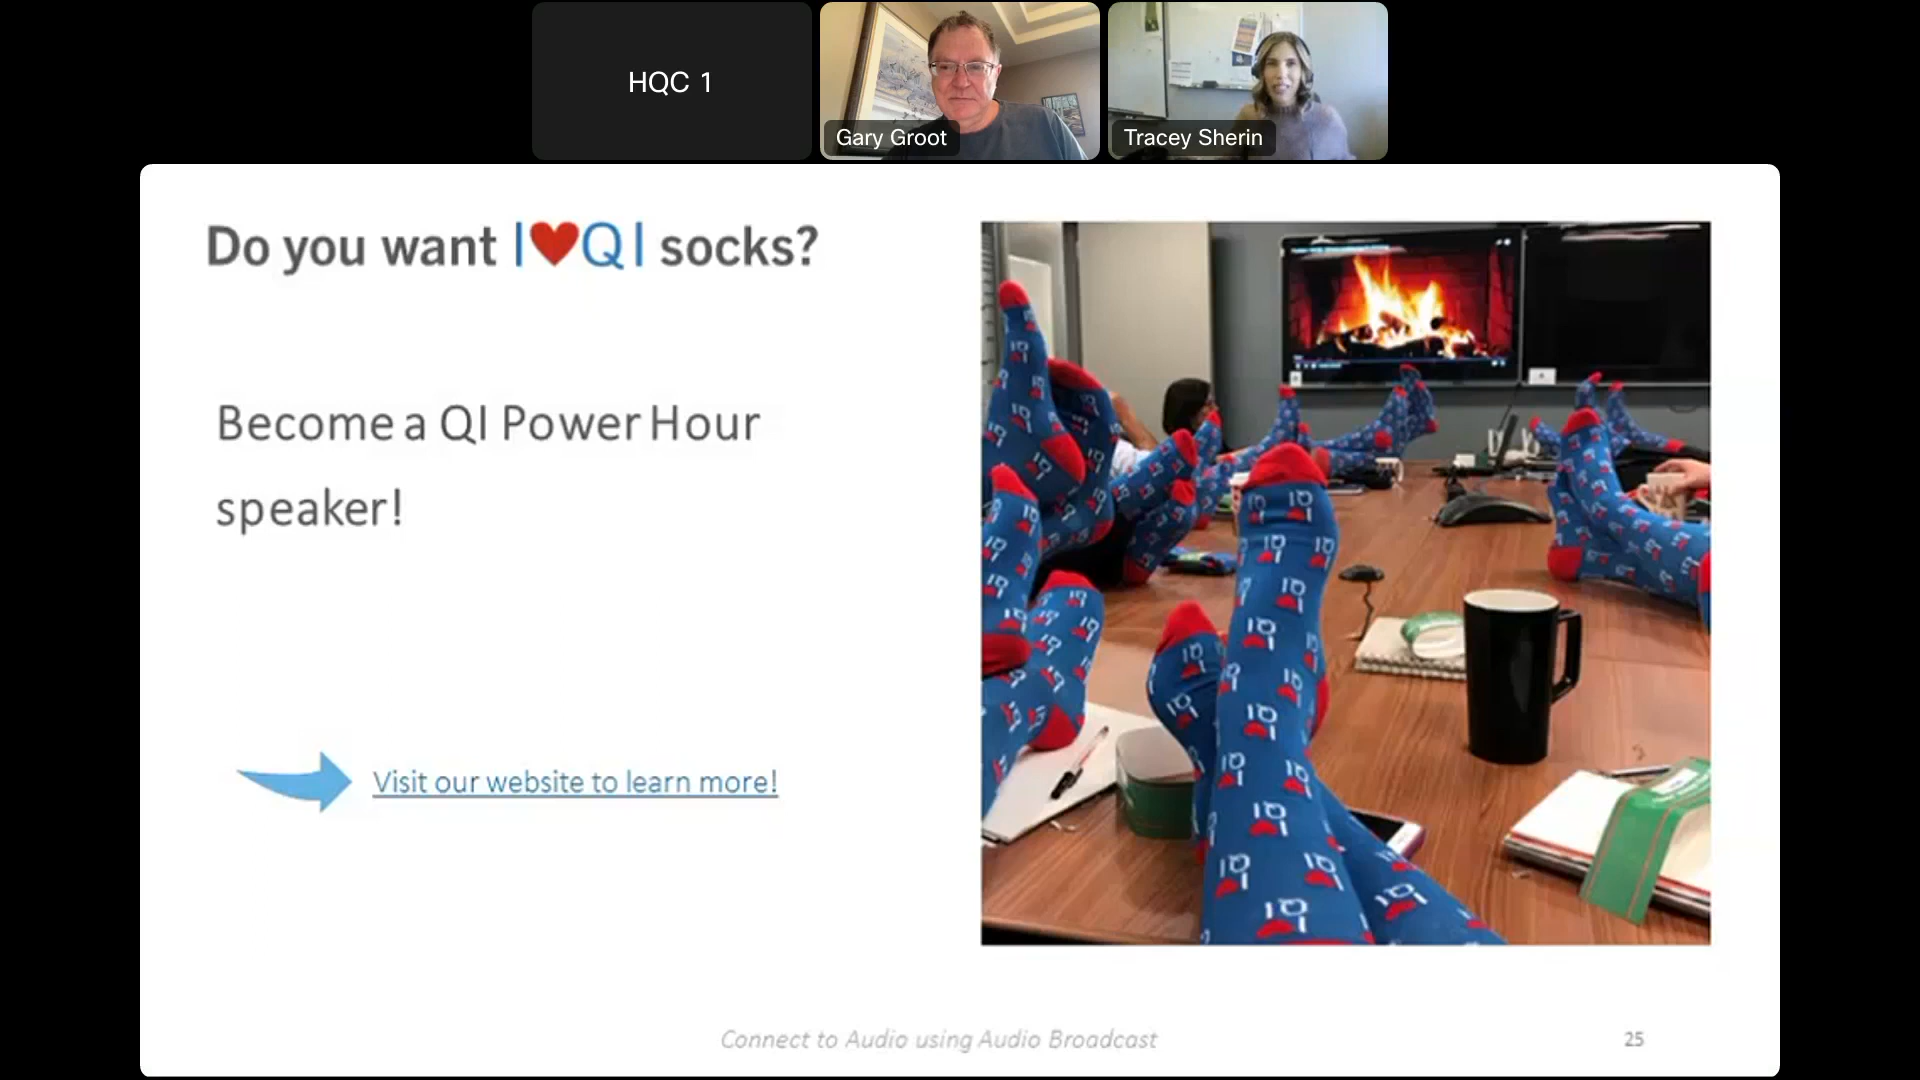 HQC 1
Gary Groot
Tracey Sherin
Do you want I❤QI socks?
Become a QI Power Hour
speaker!
Visit our website to learn more!
Connect to Audio using Audio Broadcast
25